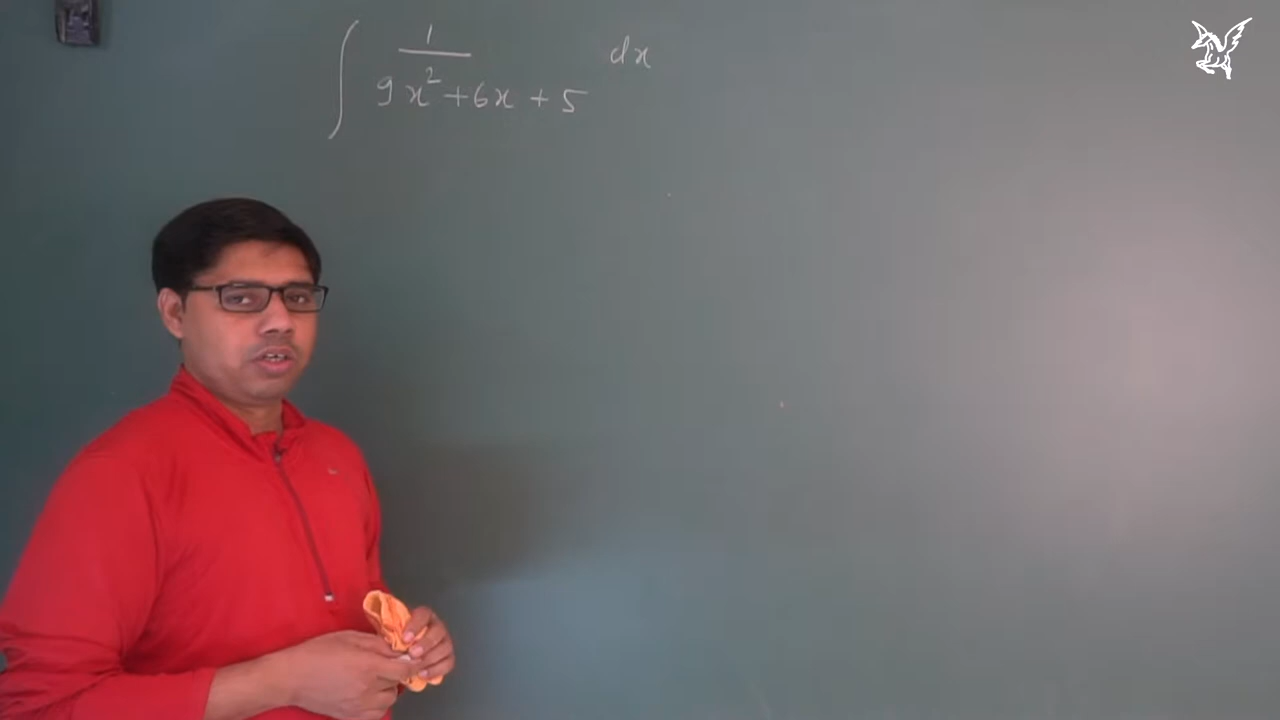 ∫ 1/(9x²+6x+5) dx